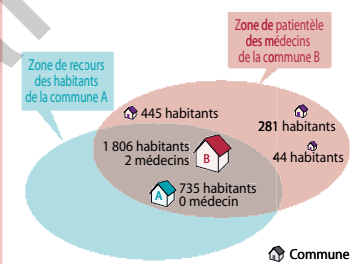 Zone de recours
des habitants
de la commune A
Zone de patientèle
des médecins
de la commune B
445 habitants
281 habitants
44 habitants
1 806 habitants
2 médecins
B
A
735 habitants
0 médecin
Commune